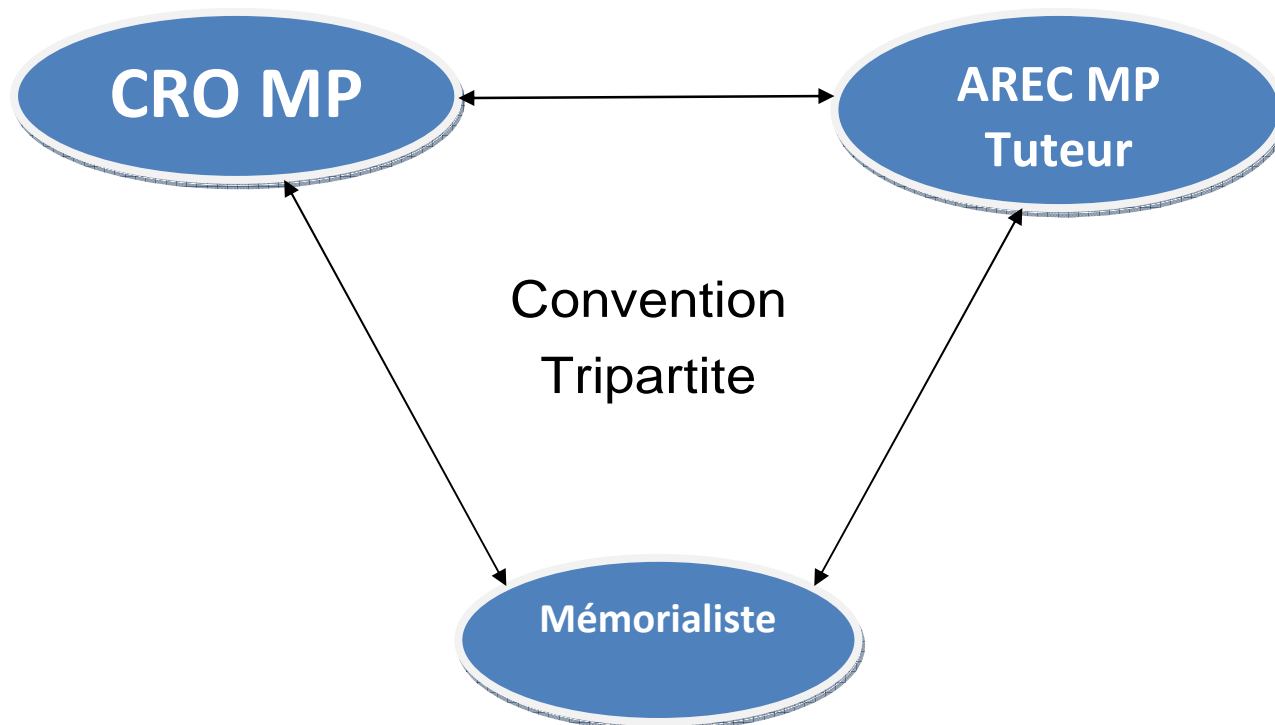 CRO MP
AREC MP
Tuteur
Convention
Tripartite
Mémorialiste